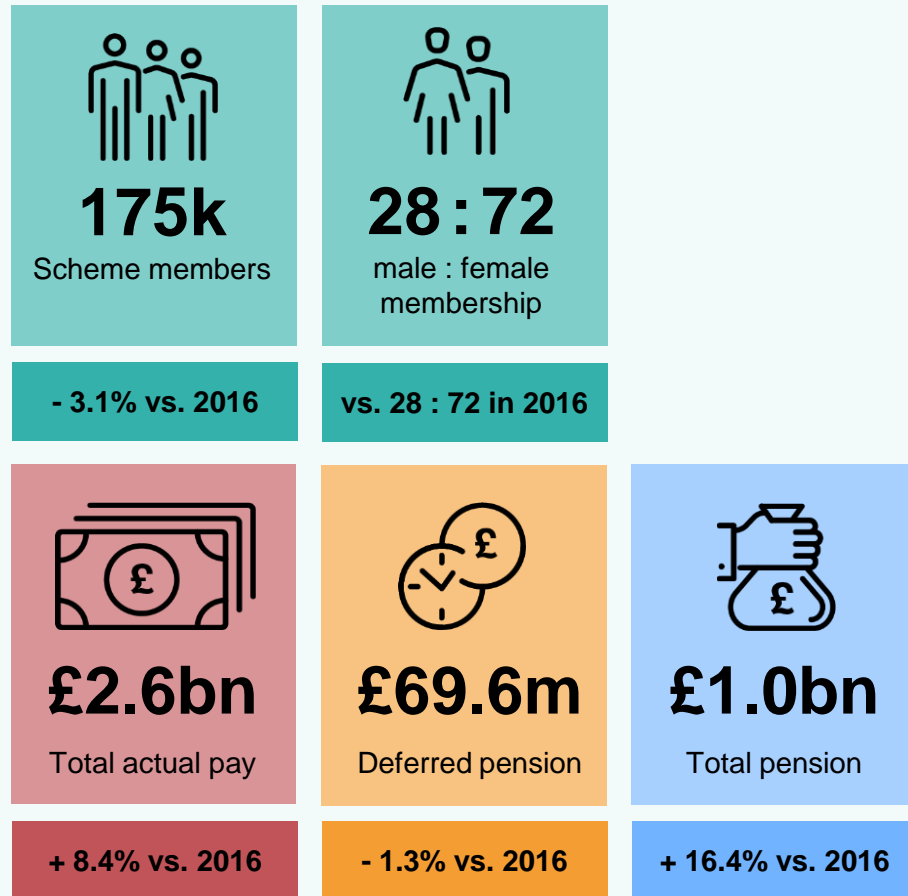 175k
Scheme members
- 3.1% vs. 2016
28 : 72
male : female
membership
vs. 28 : 72 in 2016
£
£2.6bn
Total actual pay
+ 8.4% vs. 2016
£
£69.6m
Deferred pension
- 1.3% vs. 2016
£
£1.0bn
Total pension
+ 16.4% vs. 2016